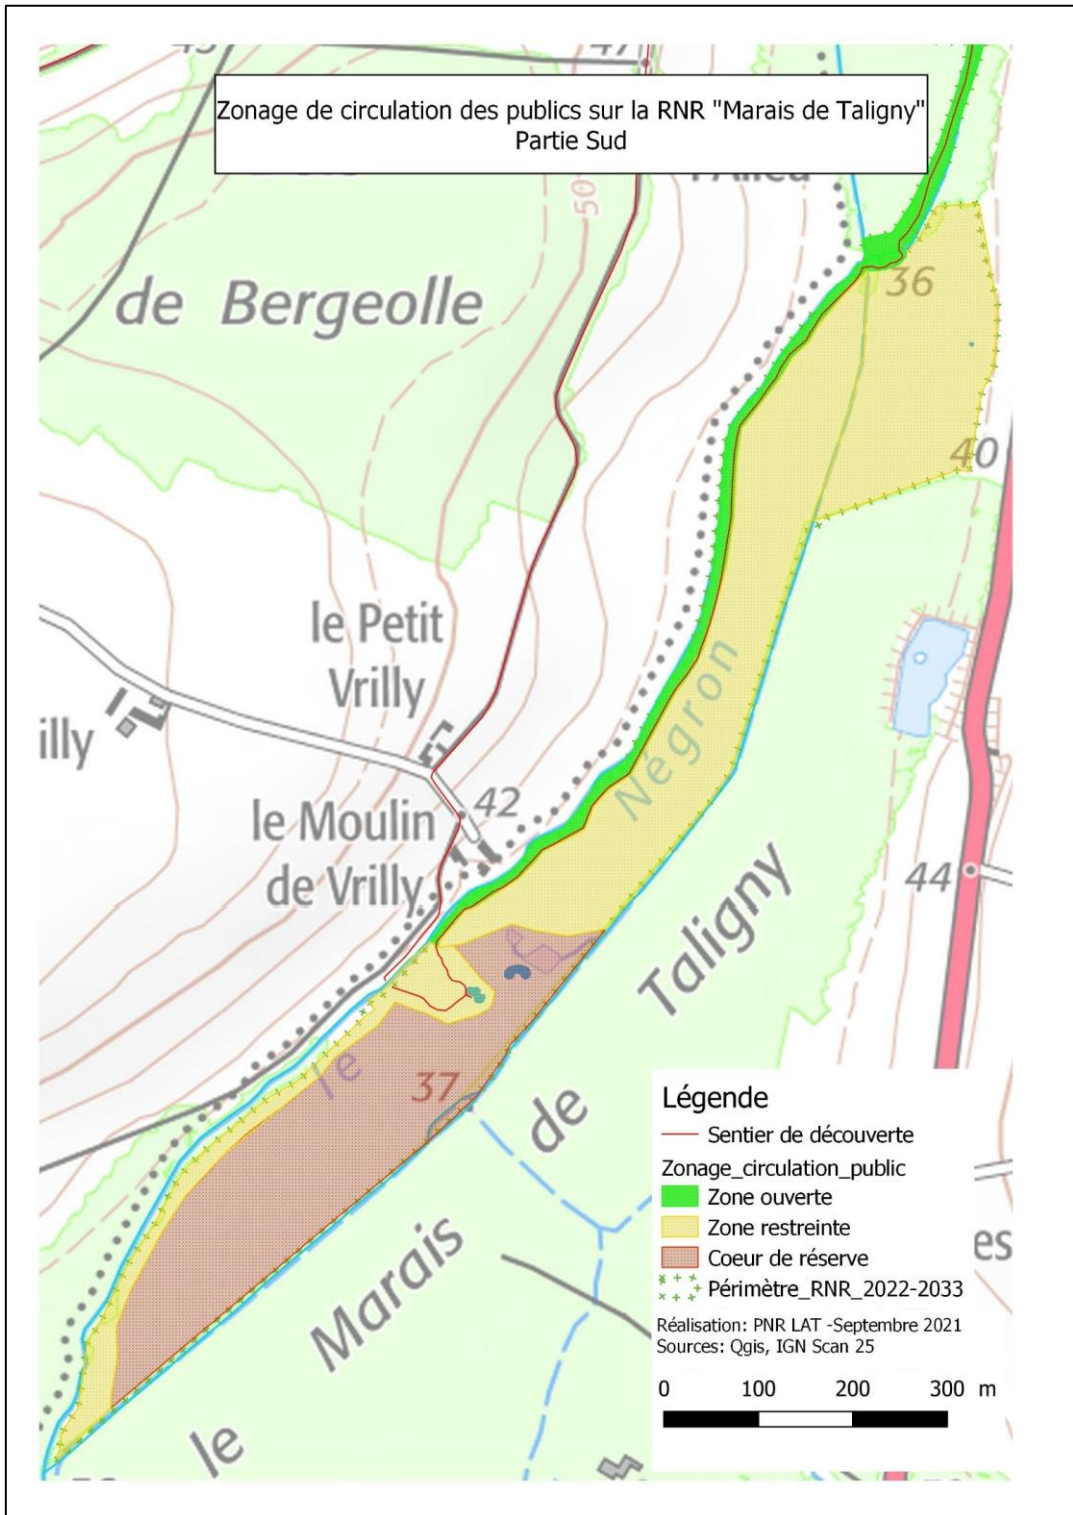 47
Zonage de circulation des publics sur la RNR "Marais de Taligny"
Partie Sud
50
36
de Bergeolle
40
le Petit
Vrilly
illy
Négron
le Moulin
de Vrilly
42
44
Taligny
le
37
de
Marais
le
es
Légende
Sentier de découverte
Zonage_circulation_public
Zone ouverte
Zone restreinte
Coeur de réserve
Périmètre_RNR_2022-2033
Réalisation: PNR LAT -Septembre 2021
Sources: Qgis, IGN Scan 25
0 100 200 300 m